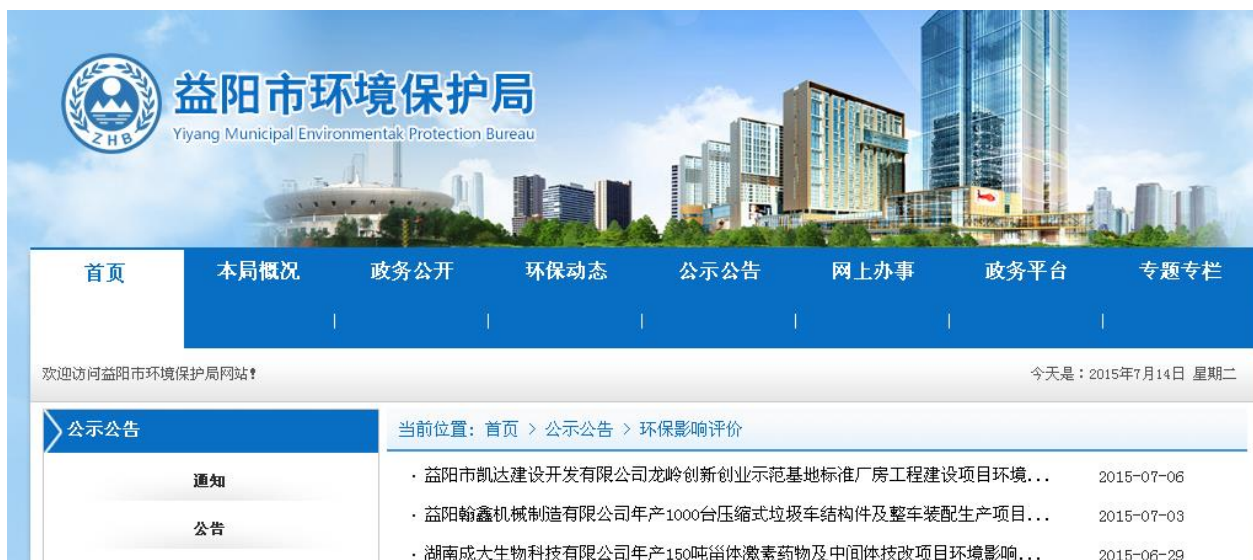 益阳市环境保护局
Yiyang Municipal Environmentak Protection Bureau
ZHB
首页 本局概况 政务公开 环保动态 公示公告 网上办事 政务平台 专题专栏
欢迎访问益阳市环境保护局网站! 今天是：2015年7月14日 星期二
公示公告
当前位置: 首页 > 公示公告 > 环保影响评价
通知
公告
· 益阳市凯达建设开发有限公司龙岭创新创业示范基地标准厂房工程建设项目环境... 2015-07-06
· 益阳翰鑫机械制造有限公司年产1000台压缩式垃圾车结构件及整车装配生产项目... 2015-07-03
· 湖南成大生物科技有限公司年产150吨甾体激素药物及中间体技改项目环境影响... 2015-06-29